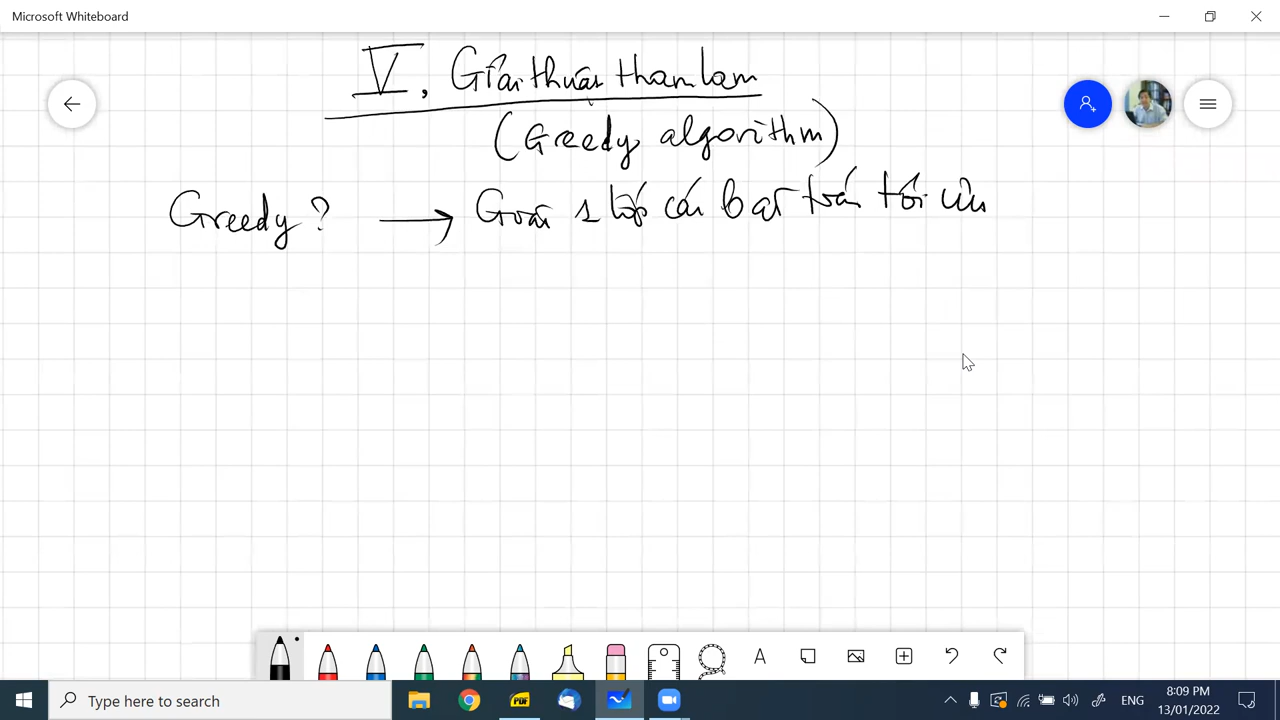 Microsoft Whiteboard
V, Giải thuật tham lam
(Greedy algorithm)
Greedy? → Giải 1 lớp các bài toán tối ưu
A
Type here to search
PDF
ENG
8:09 PM
13/01/2022